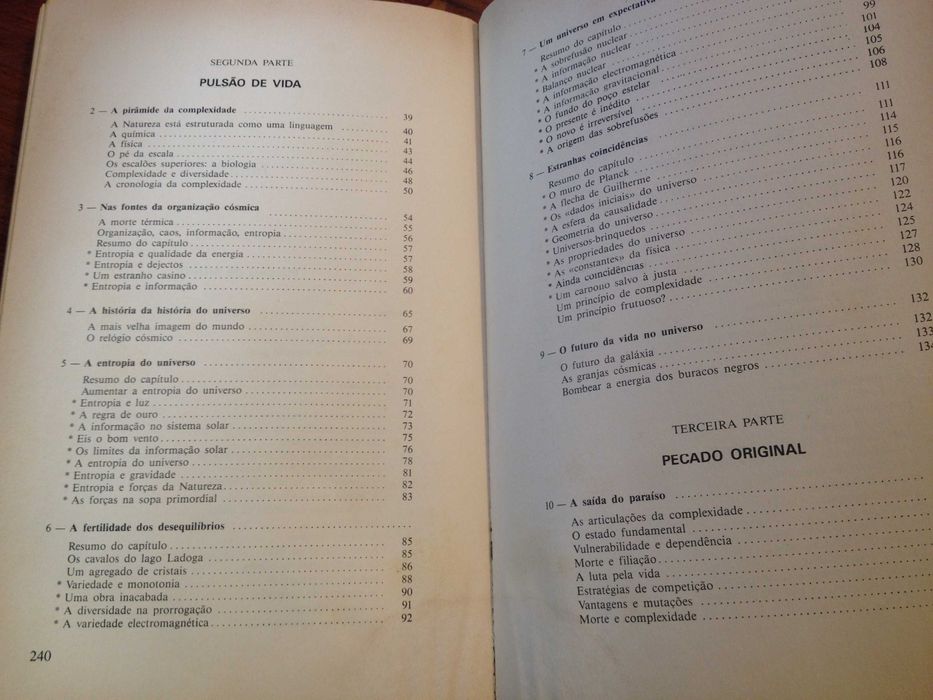 SEGUNDA PARTE
PULSÃO DE VIDA
2 — A pirâmide da complexidade 39
A Natureza está estruturada como uma linguagem 40
A química 41
A física 43
O pé da escala 44
Os escalões superiores: a biologia 46
Complexidade e diversidade 48
A cronologia da complexidade 50
3 — Nas fontes da organização cósmica 54
A morte térmica 55
Organização, caos, informação, entropia 56
Resumo do capítulo 57
* Entropia e qualidade da energia 57
* Entropia e dejectos 58
* Um estranho casino 59
* Entropia e informação 60
4 — A história da história do universo 65
A mais velha imagem do mundo 67
O relógio cósmico 69
5 — A entropia do universo 70
Resumo do capítulo 70
Aumentar a entropia do universo 70
* Entropia e luz 71
* A regra de ouro 72
* A informação no sistema solar 73
* Eis o bom vento 75
* Os limites da informação solar 76
* A entropia do universo 78
* Entropia e gravidade 81
* Entropia e forças da Natureza 82
* As forças na sopa primordial 83
6 — A fertilidade dos desequilíbrios
Resumo do capítulo 85
Os cavalos do lago Ladoga 85
Um agregado de cristais 86
* Variedade e monotonia 88
* Uma obra inacabada 90
* A diversidade na prorrogação 91
* A variedade electromagnética 92
240
7 — Um universo em expectativa
Resumo do capítulo
* A sobrefusão nuclear
* A informação nuclear
* Balanço nuclear
* A informação electromagnética 99
* A informação gravitacional 101
* O fundo do poço estelar 104
* O presente é inédito 105
* O novo é irreversível 106
* A origem das sobrefusões 108
8 — Estranhas coincidências 111
Resumo do capítulo 111
* O muro de Planck 114
* A flecha de Guilherme 115
* Os «dados iniciais» do universo 116
* A esfera da causalidade 116
* Geometria do universo 117
* Universos-brinquedos 120
* As propriedades do universo 122
* As «constantes» da física 124
* Ainda coincidências 125
* Um carbono salvo à justa 127
Um princípio de complexidade 128
Um princípio frutuoso? 130
9 — O futuro da vida no universo 132
O futuro da galáxia 132
As granjas cósmicas 133
Bombear a energia dos buracos negros 134
TERCEIRA PARTE
PECADO ORIGINAL
10 — A saída do paraíso
As articulações da complexidade
O estado fundamental
Vulnerabilidade e dependência
Morte e filiação
A luta pela vida
Estratégias de competição
Vantagens e mutações
Morte e complexidade